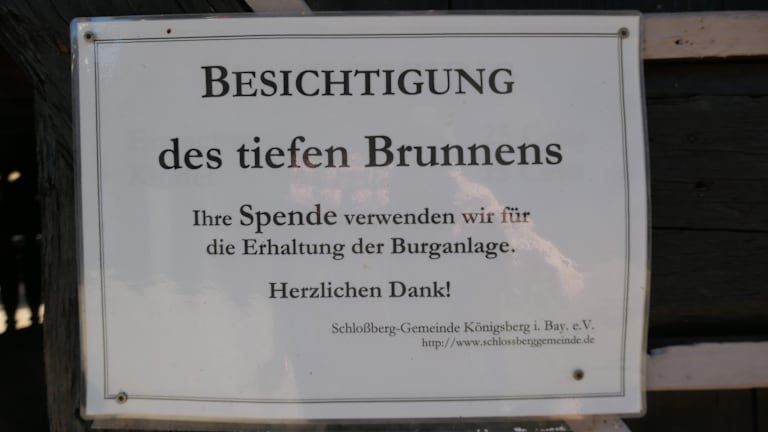 BESICHTIGUNG
des tiefen Brunnens
Ihre Spende verwenden wir für
die Erhaltung der Burganlage.
Herzlichen Dank!
Schloßberg-Gemeinde Königsberg i. Bay. e.V.
http://www.schlossberggemeinde.de